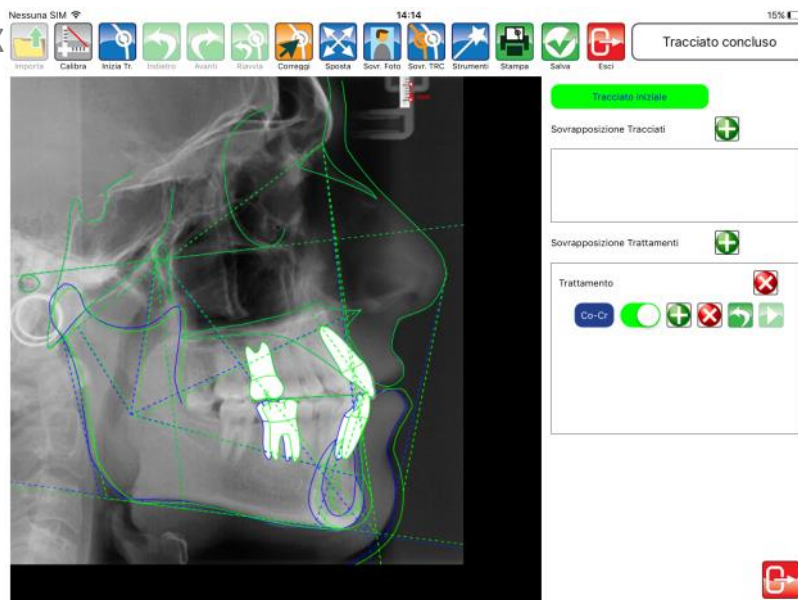 Nessuna SIM
14:14
15%
Importa
Calibra
Inizia Tr.
Indietro
Avanti
Riavvia
Correggi
Sposta
Sovr. Foto
Sovr. TRC
Strumenti
Stampa
Salva
Esci
Tracciato concluso
Tracciato iniziale
Sovrapposizione Tracciati
Sovrapposizione Trattamenti
Trattamento
Co-Cr